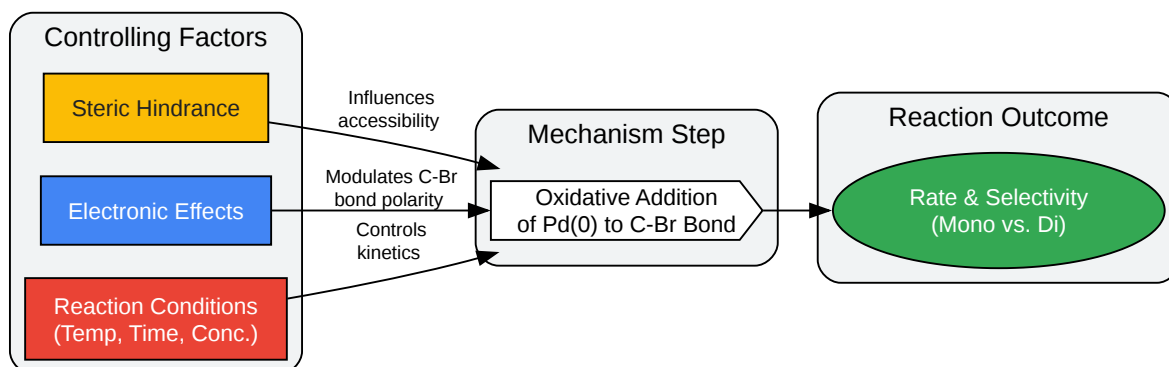 Controlling Factors
Steric Hindrance
Electronic Effects
Reaction Conditions
(Temp, Time, Conc.)
Influences
accessibility
Modulates C-Br
bond polarity
Controls
kinetics
Mechanism Step
Oxidative Addition
of Pd(0) to C-Br Bond
Reaction Outcome
Rate & Selectivity
(Mono vs. Di)